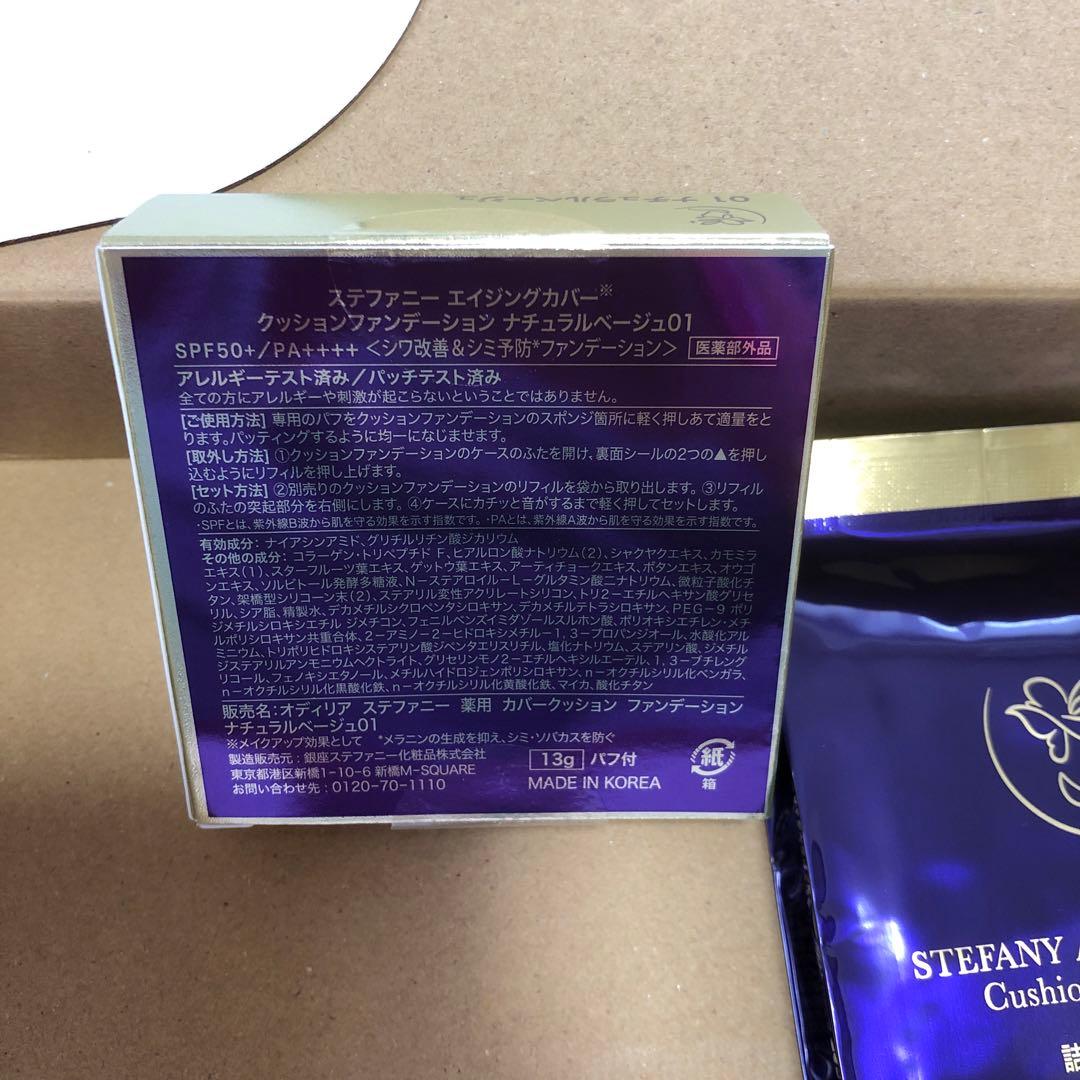 01 ナチュラルベージュ
ステファニー エイジングカバー※
クッションファンデーション ナチュラルベージュ01
SPF50+/PA++++ <シワ改善&シミ予防*ファンデーション> 医薬部外品
アレルギーテスト済み/パッチテスト済み
全ての方にアレルギーや刺激が起こらないということではありません。
[ご使用方法] 専用のパフをクッションファンデーションのスポンジ箇所に軽く押しあて適量をと
ります。パッティングするように均一になじませます。
[取外し方法] ①クッションファンデーションのケースのふたを開け、裏面シールの2つの▲を押し
込むようにリフィルを押し上げます。
[セット方法] ②別売りのクッションファンデーションのリフィルを袋から取り出します。③リフィル
のふたの突起部分を右側にします。④ケースにカチッと音がするまで軽く押してセットします。
・SPFとは、紫外線B波から肌を守る効果を示す指数です。・PAとは、紫外線A波から肌を守る効果を示す指数です。
有効成分:ナイアシンアミド、グリチルリチン酸ジカリウム
その他の成分:コラーゲン・トリペプチド F、ヒアルロン酸ナトリウム(2)、シャクヤクエキス、カモミラ
エキス(1)、スターフルーツ葉エキス、ゲットウ葉エキス、アーティチョークエキス、ボタンエキス、オウゴ
ンエキス、ソルビトール発酵多糖液、N-ステアロイル-L-グルタミン酸二ナトリウム、微粒子酸化チ
タン、架橋型シリコーン末(2)、ステアリル変性アクリレートシリコン、トリ2-エチルヘキサン酸グリセ
リル、シア脂、精製水、デカメチルシクロペンタシロキサン、デカメチルテトラシロキサン、PEG-9 ポリ
ジメチルシロキシエチル ジメチコン、フェニルベンズイミダゾールスルホン酸、ポリオキシエチレン・メチ
ルポリシロキサン共重合体、2-アミノ-2-ヒドロキシメチル-1,3-プロパンジオール、水酸化アル
ミニウム、トリポリヒドロキシステアリン酸ジペンタエリスリチル、塩化ナトリウム、ステアリン酸、ジメチル
ジステアリルアンモニウムヘクトライト、グリセリンモノ2-エチルヘキシルエーテル、1,3-ブチレング
リコール、フェノキシエタノール、メチルハイドロジェンポリシロキサン、n-オクチルシリル化ベンガラ、
n-オクチルシリル化黒酸化鉄、n-オクチルシリル化黄酸化鉄、マイカ、酸化チタン
販売名:オディリア ステファニー 薬用 カバークッション ファンデーション
ナチュラルベージュ01
※メイクアップ効果として *メラニンの生成を抑え、シミ・ソバカスを防ぐ
製造販売元:銀座ステファニー化粧品株式会社
東京都港区新橋1-10-6 新橋M-SQUARE
お問い合わせ先:0120-70-1110
13g パフ付
MADE IN KOREA
紙
箱
STEFANY
Cushio
詰